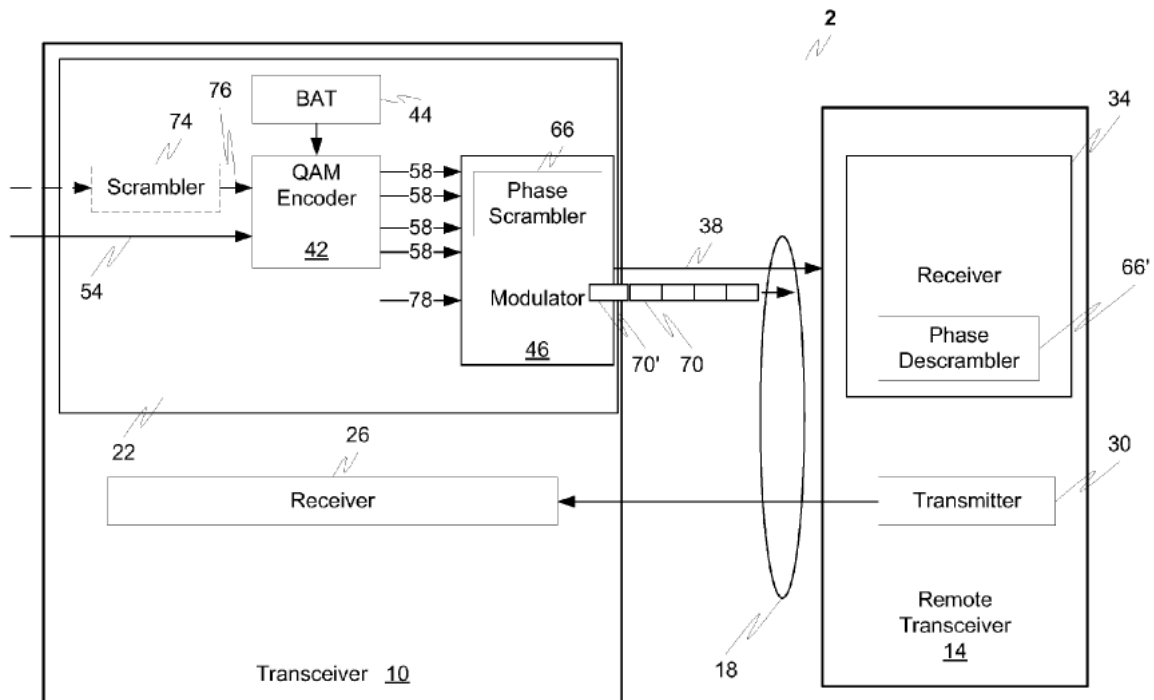 2
BAT
44
76
74
Scrambler
QAM
Encoder
42
54
58
58
58
58
78
66
Phase
Scrambler
Modulator
46
70'
70
38
34
Receiver
66'
Phase
Descrambler
22
26
Receiver
30
Transmitter
18
Remote
Transceiver
14
Transceiver 10